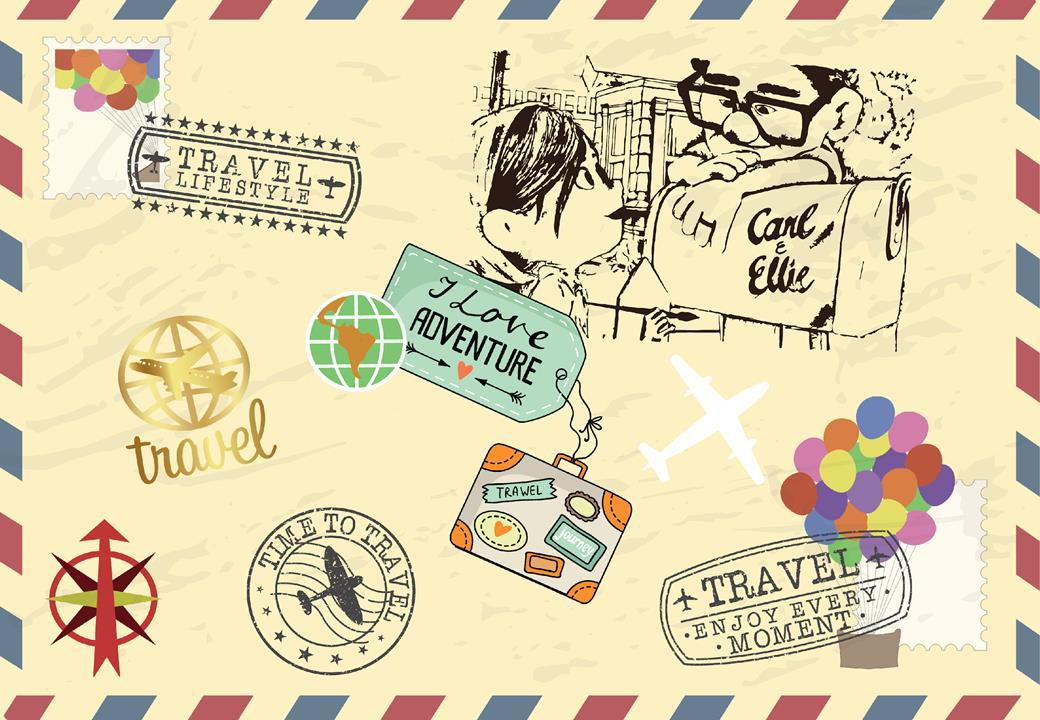 TRAVEL
LIFESTYLE
Carl
&
Ellie
I Love
ADVENTURE
travel
TRAWEL
journey
TIME TO TRAVEL
TRAVEL
ENJOY EVERY
MOMENT